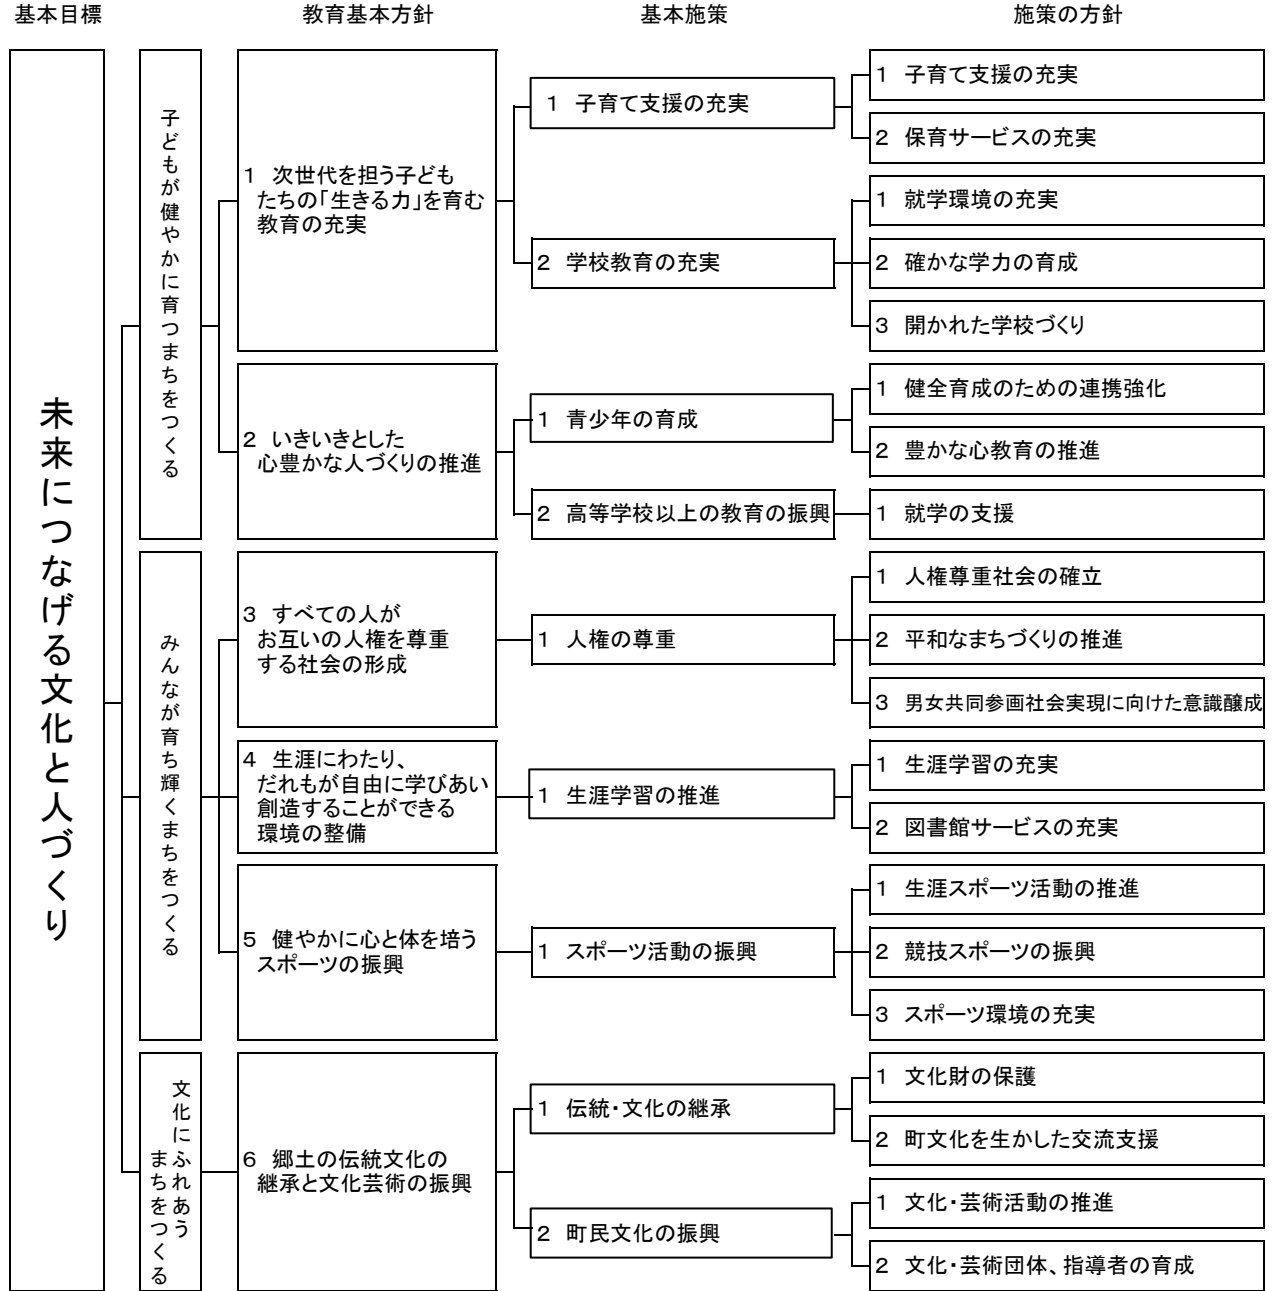 基本目標
教育基本方針
基本施策
施策の方針
未来につなげる文化と人づくり
子どもが健やかに育つまちをつくる
1 次世代を担う子ども
たちの「生きる力」を育む
教育の充実
1 子育て支援の充実
1 子育て支援の充実
2 保育サービスの充実
2 学校教育の充実
1 就学環境の充実
2 確かな学力の育成
3 開かれた学校づくり
2 いきいきとした
心豊かな人づくりの推進
1 青少年の育成
1 健全育成のための連携強化
2 豊かな心教育の推進
2 高等学校以上の教育の振興
1 就学の支援
みんなが育ち輝くまちをつくる
3 すべての人が
お互いの人権を尊重
する社会の形成
1 人権の尊重
1 人権尊重社会の確立
2 平和なまちづくりの推進
3 男女共同参画社会実現に向けた意識醸成
4 生涯にわたり、
だれもが自由に学びあい
創造することができる
環境の整備
1 生涯学習の推進
1 生涯学習の充実
2 図書館サービスの充実
5 健やかに心と体を培う
スポーツの振興
1 スポーツ活動の振興
1 生涯スポーツ活動の推進
2 競技スポーツの振興
3 スポーツ環境の充実
文化にふれあう
まちをつくる
6 郷土の伝統文化の
継承と文化芸術の振興
1 伝統・文化の継承
1 文化財の保護
2 町文化を生かした交流支援
2 町民文化の振興
1 文化・芸術活動の推進
2 文化・芸術団体、指導者の育成